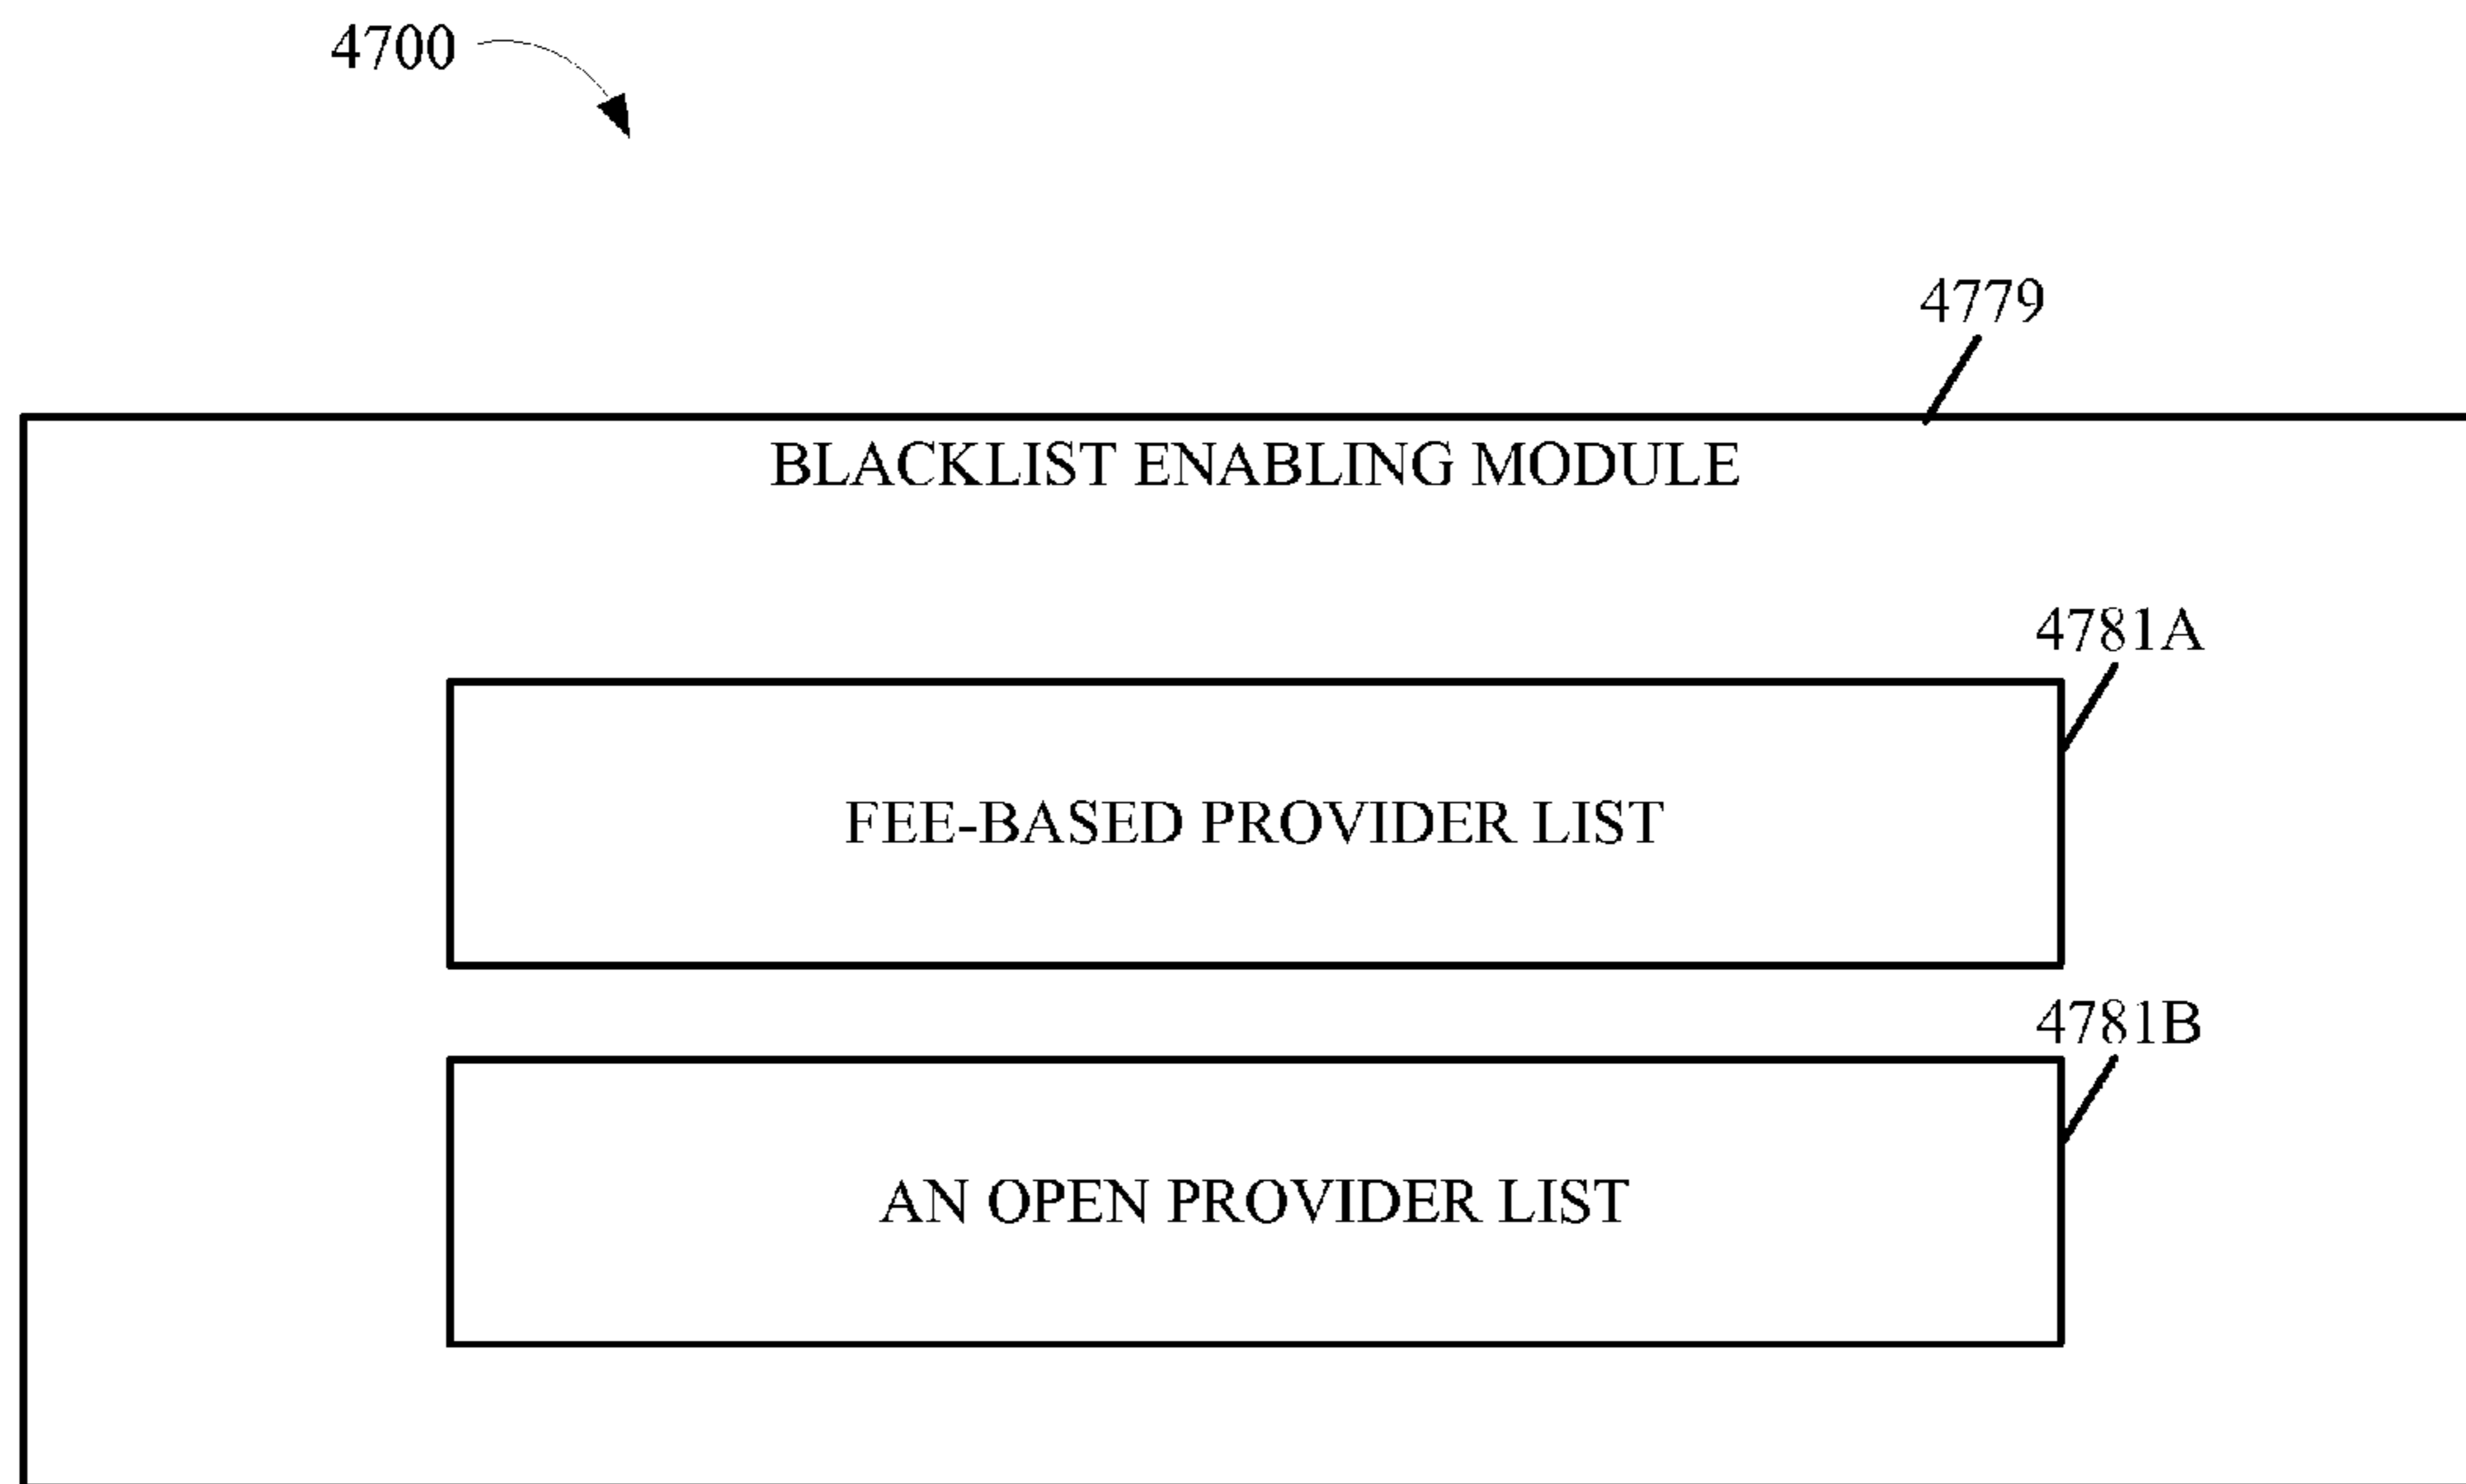 4700
4779
BLACKLIST ENABLING MODULE
4781A
FEE-BASED PROVIDER LIST
4781B
AN OPEN PROVIDER LIST